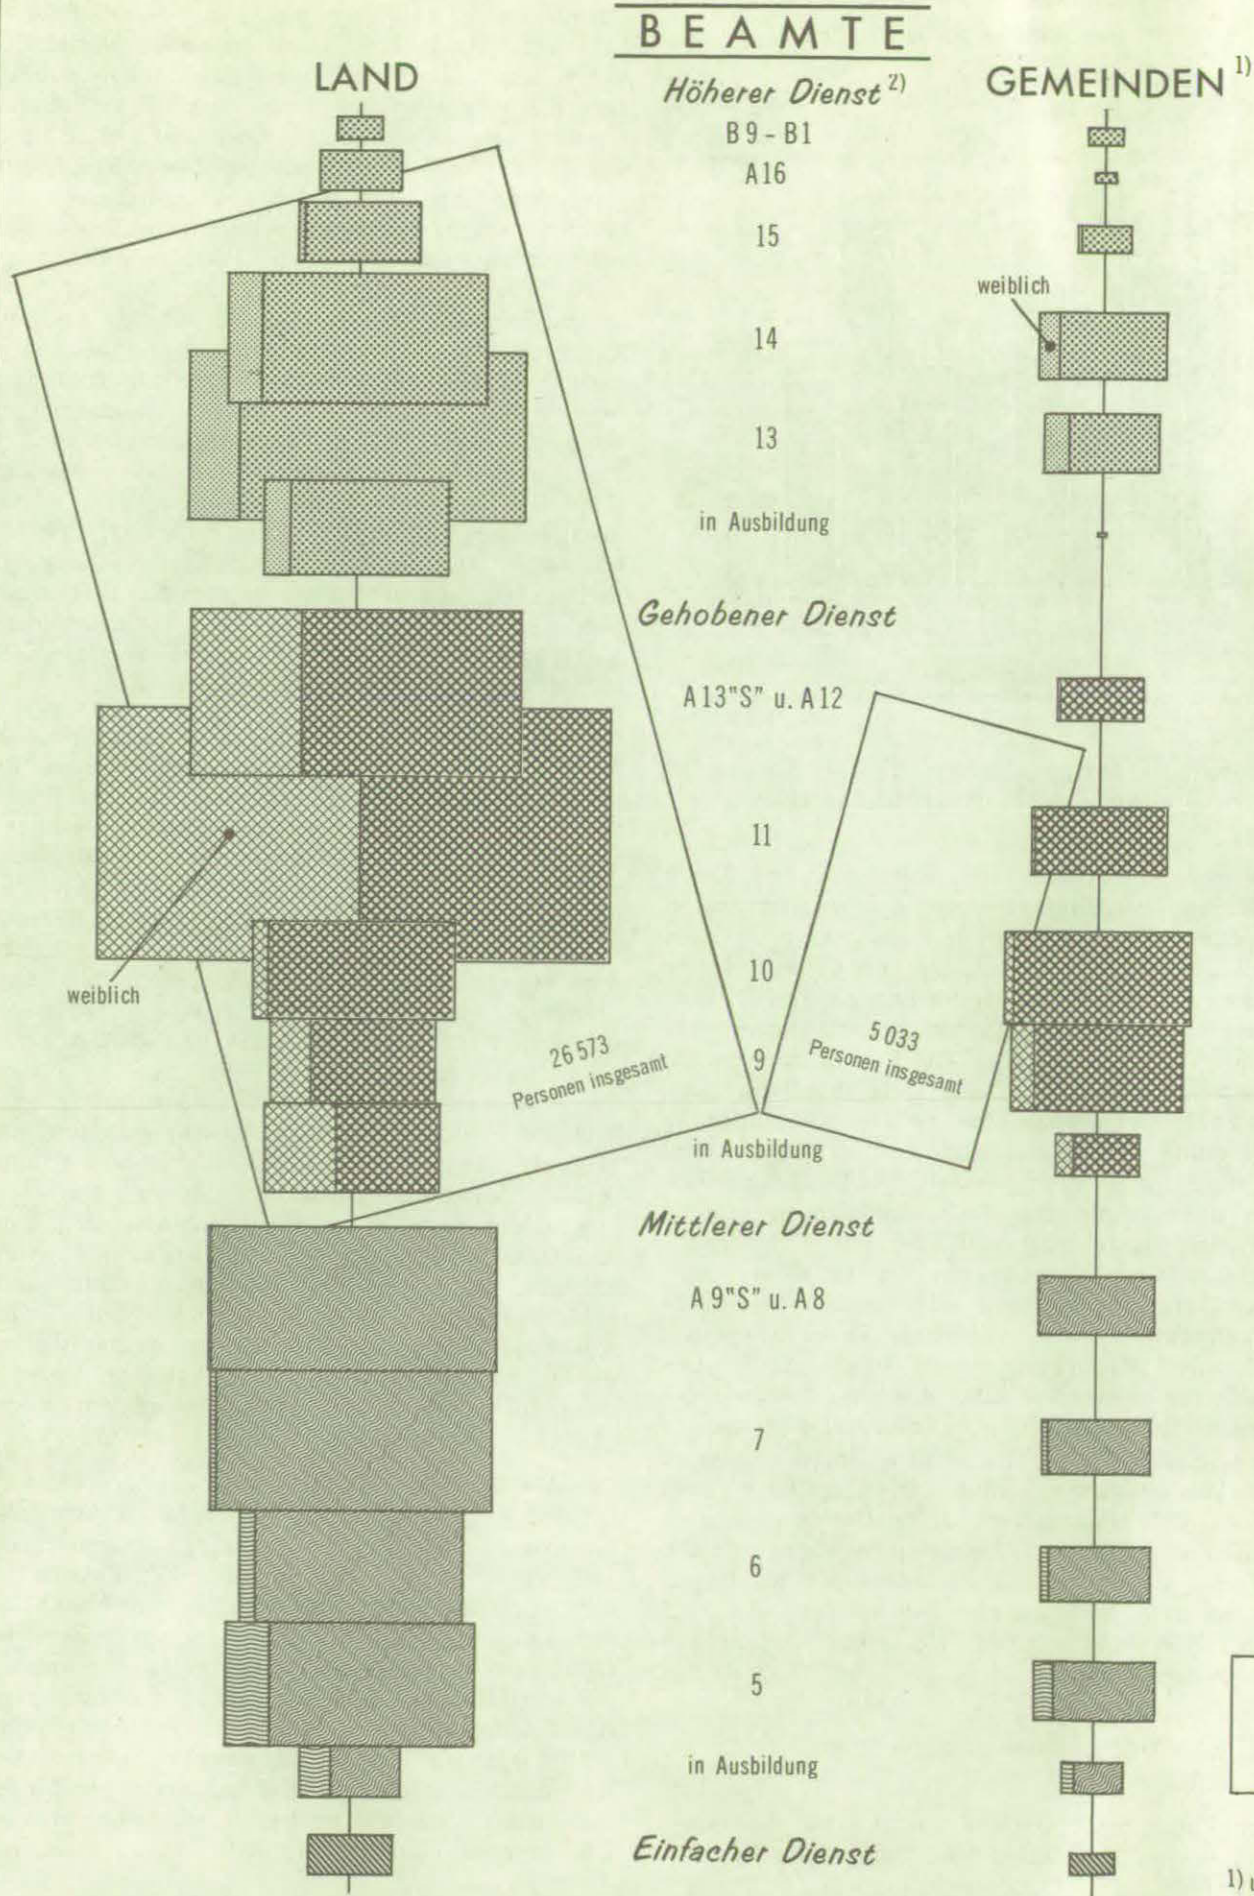 BEAMTE
LAND
Höherer Dienst 2)
GEMEINDEN 1)
B9-B1
A16
15
weiblich
14
13
in Ausbildung
Gehobener Dienst
A13"S" u. A12
11
10
weiblich
9
26 573
Personen insgesamt
5 033
Personen insgesamt
in Ausbildung
Mittlerer Dienst
A 9"S" u. A8
7
6
5
in Ausbildung
Einfacher Dienst
1)